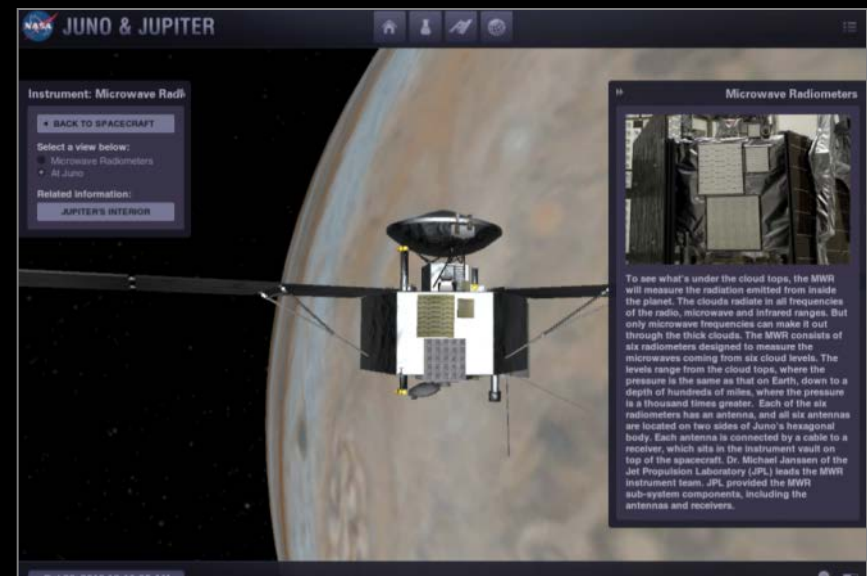 NASA
JUNO & JUPITER
Instrument: Microwave Radi
BACK TO SPACECRAFT
Select a view below:
Microwave Radiometers
At Juno
Related information:
JUPITER'S INTERIOR
Microwave Radiometers
To see what's under the cloud tops, the MWR
will measure the radiation emitted from inside
the planet. The clouds radiate in all frequencies
of the radio, microwave and infrared ranges. But
only microwave frequencies can make it out
through the thick clouds. The MWR consists of
six radiometers designed to measure the
microwaves coming from six cloud levels. The
levels range from the cloud tops, where the
pressure is the same as that on Earth, down to a
depth of hundreds of miles, where the pressure
is a thousand times greater. Each of the six
radiometers has an antenna, and all six antennas
are located on two sides of Juno's hexagonal
body. Each antenna is connected by a cable to a
receiver, which sits in the instrument vault on
top of the spacecraft. Dr. Michael Janssen of the
Jet Propulsion Laboratory (JPL) leads the MWR
instrument team. JPL provided the MWR
sub-system components, including the
antennas and receivers.